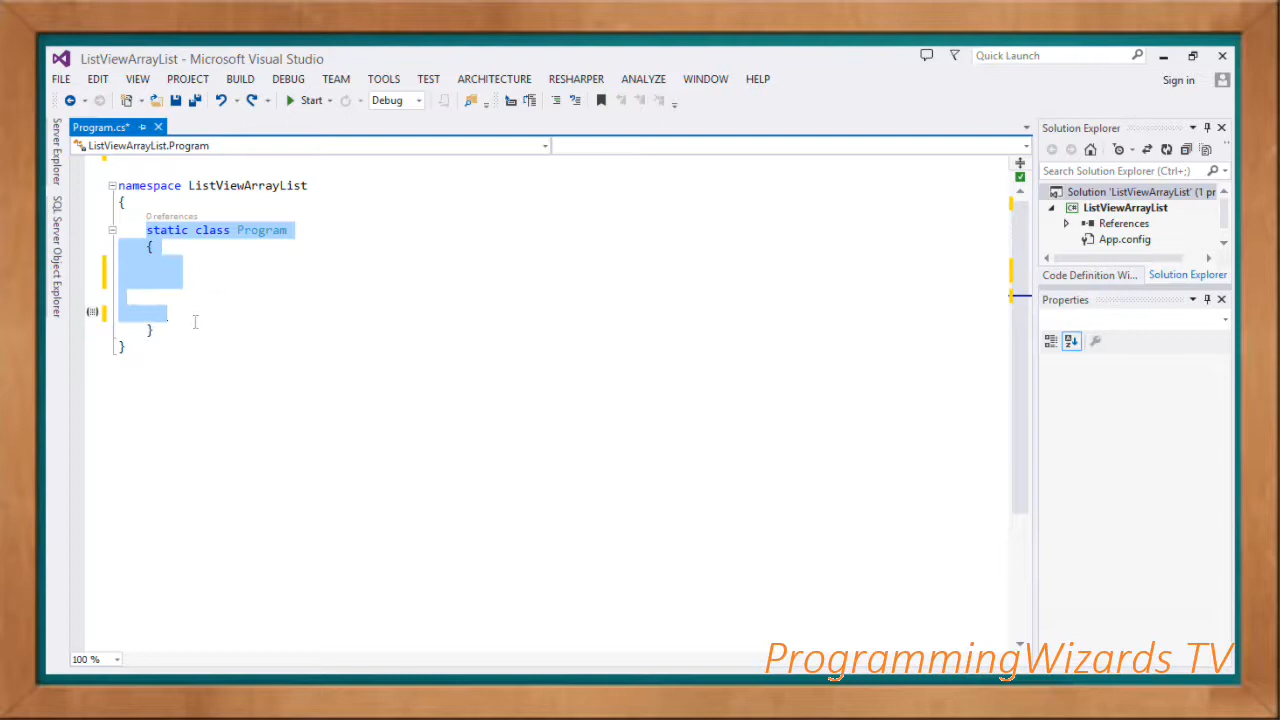 ListViewArrayList - Microsoft Visual Studio
Quick Launch
FILE EDIT VIEW PROJECT BUILD DEBUG TEAM TOOLS TEST ARCHITECTURE RESHARPER ANALYZE WINDOW HELP
Sign in
Start Debug
Server Explorer
SQL Server Object Explorer
Program.cs*
ListViewArrayList.Program
namespace ListViewArrayList
{
0 references
static class Program
{
}
}
100 %
Solution Explorer
Search Solution Explorer (Ctrl+;)
Solution 'ListViewArrayList' (1 pr
ListViewArrayList
References
App.config
Code Definition Wi... Solution Explorer
Properties
ProgrammingWizards TV